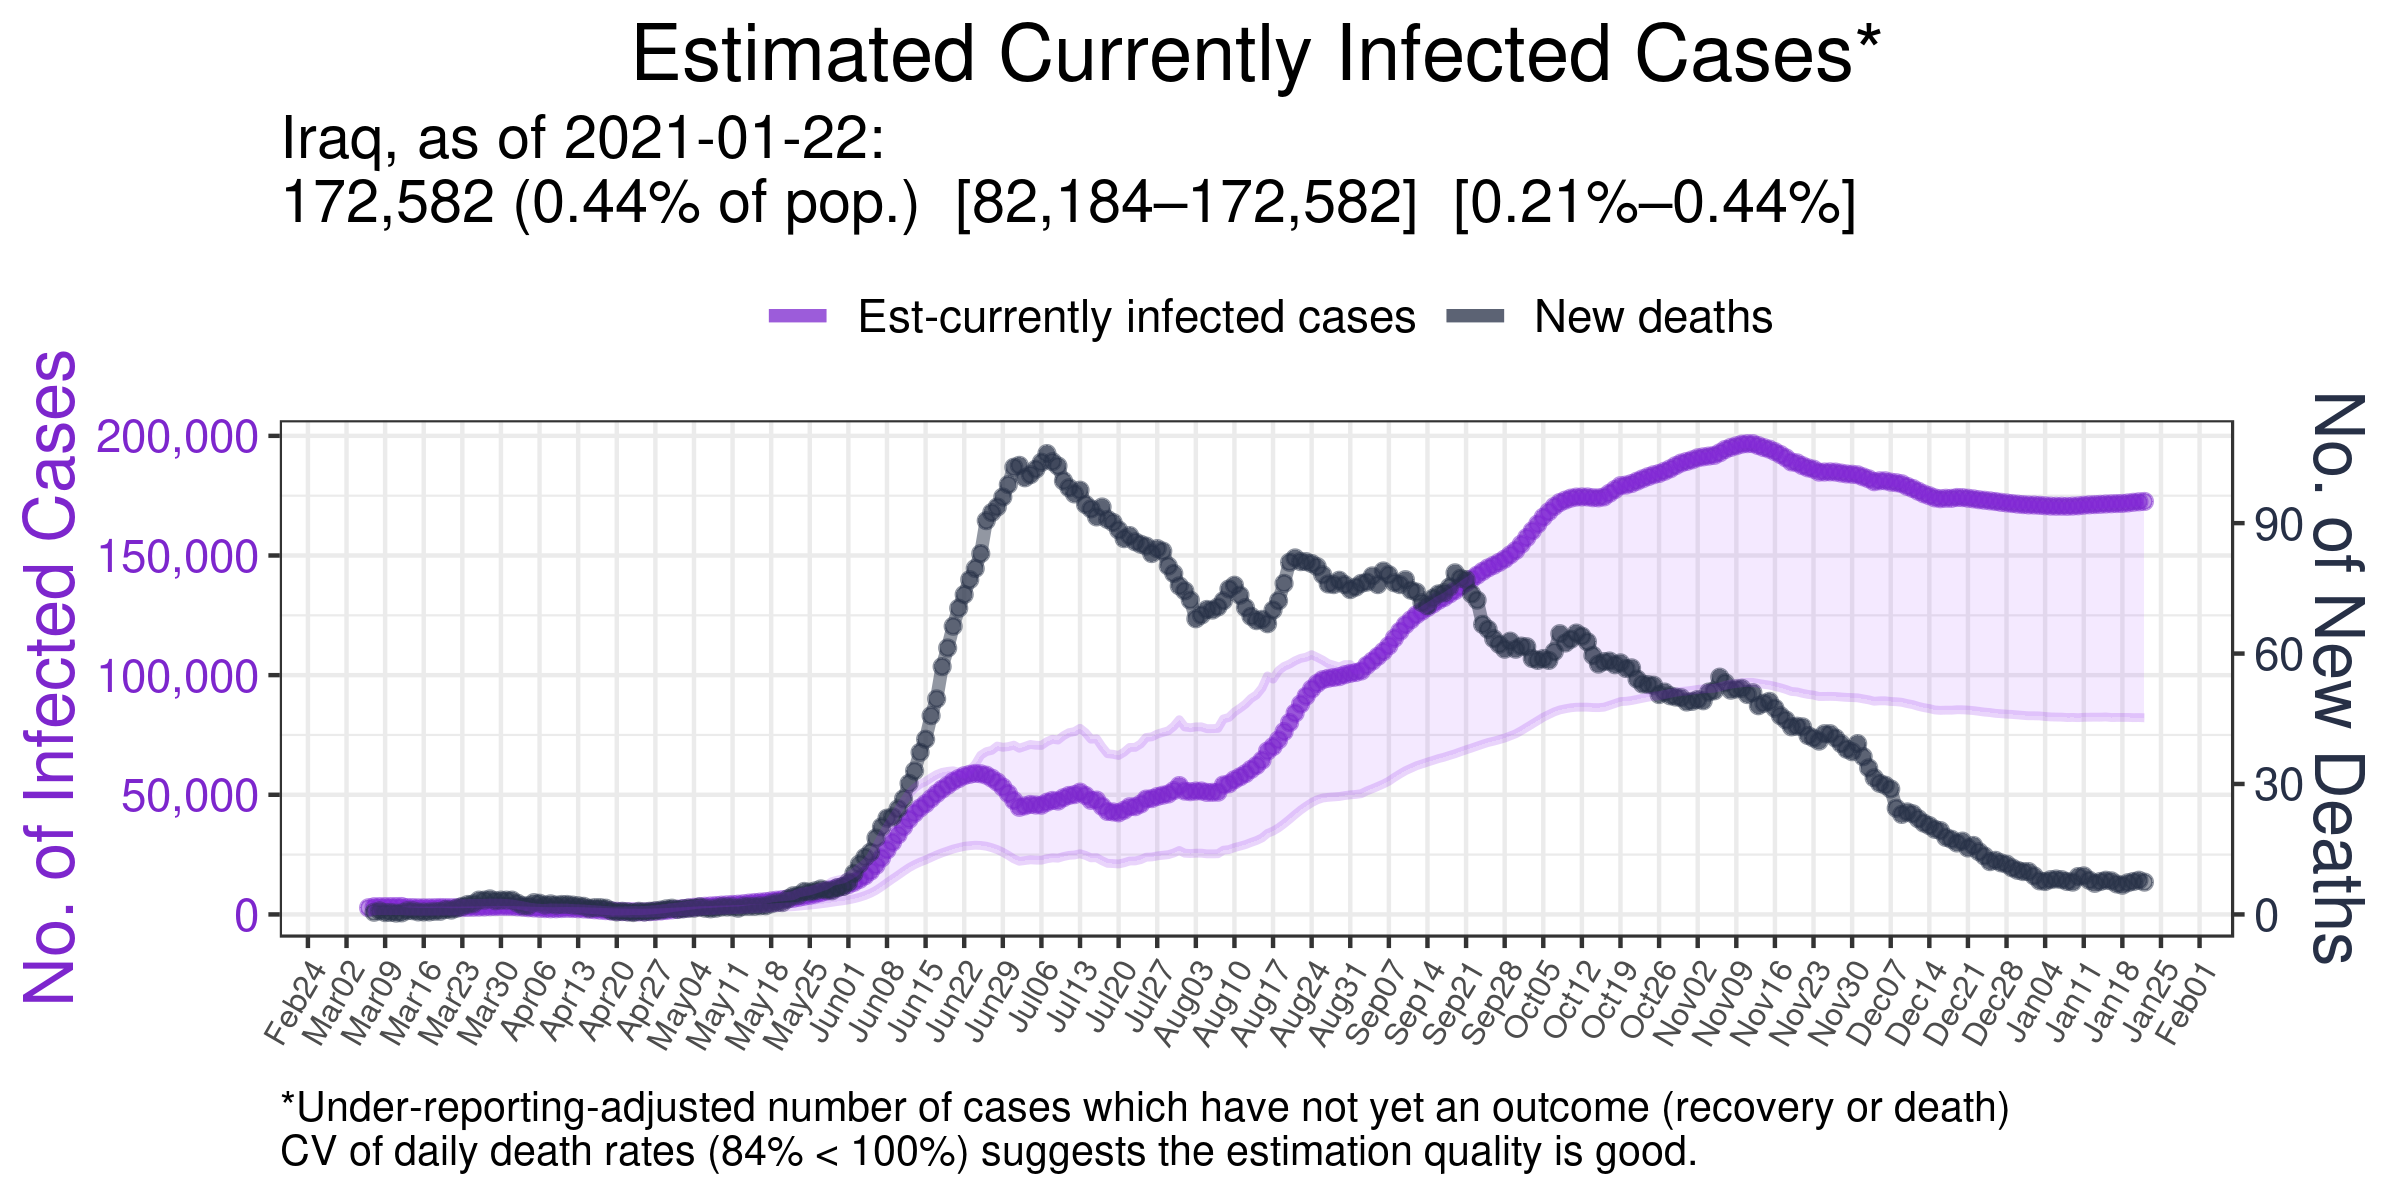 Estimated Currently Infected Cases*
Iraq, as of 2021-01-22:
172,582 (0.44% of pop.)  [82,184–172,582]  [0.21%–0.44%]
Est-currently infected cases
New deaths
No. of Infected Cases
200,000
150,000
100,000
50,000
0
No. of New Deaths
90
60
30
0
Feb24
Mar02
Mar09
Mar16
Mar23
Mar30
Apr06
Apr13
Apr20
Apr27
May04
May11
May18
May25
Jun01
Jun08
Jun15
Jun22
Jun29
Jul06
Jul13
Jul20
Jul27
Aug03
Aug10
Aug17
Aug24
Aug31
Sep07
Sep14
Sep21
Sep28
Oct05
Oct12
Oct19
Oct26
Nov02
Nov09
Nov16
Nov23
Nov30
Dec07
Dec14
Dec21
Dec28
Jan04
Jan11
Jan18
Jan25
Feb01
*Under-reporting-adjusted number of cases which have not yet an outcome (recovery or death)
CV of daily death rates (84% < 100%) suggests the estimation quality is good.